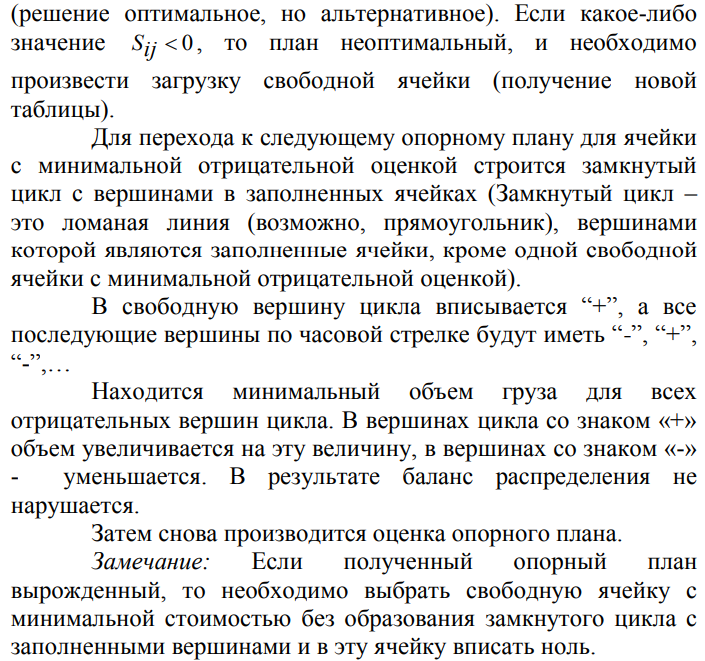 (решение оптимальное, но альтернативное). Если какое-либо
значение S_ij < 0, то план неоптимальный, и необходимо
произвести загрузку свободной ячейки (получение новой
таблицы).
Для перехода к следующему опорному плану для ячейки
с минимальной отрицательной оценкой строится замкнутый
цикл с вершинами в заполненных ячейках (Замкнутый цикл –
это ломаная линия (возможно, прямоугольник), вершинами
которой являются заполненные ячейки, кроме одной свободной
ячейки с минимальной отрицательной оценкой).
В свободную вершину цикла вписывается “+”, а все
последующие вершины по часовой стрелке будут иметь “-”, “+”,
“-”,…
Находится минимальный объем груза для всех
отрицательных вершин цикла. В вершинах цикла со знаком «+»
объем увеличивается на эту величину, в вершинах со знаком «-»
- уменьшается. В результате баланс распределения не
нарушается.
Затем снова производится оценка опорного плана.
Замечание: Если полученный опорный план
вырожденный, то необходимо выбрать свободную ячейку с
минимальной стоимостью без образования замкнутого цикла с
заполненными вершинами и в эту ячейку вписать ноль.